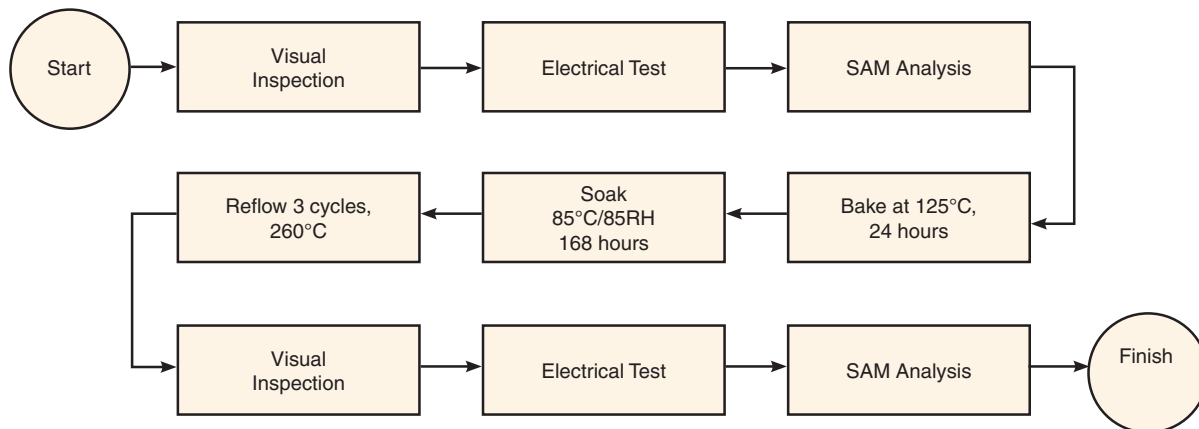 Start
Visual
Inspection
Electrical Test
SAM Analysis
Bake at 125°C,
24 hours
Soak
85°C/85RH
168 hours
Reflow 3 cycles,
260°C
Visual
Inspection
Electrical Test
SAM Analysis
Finish